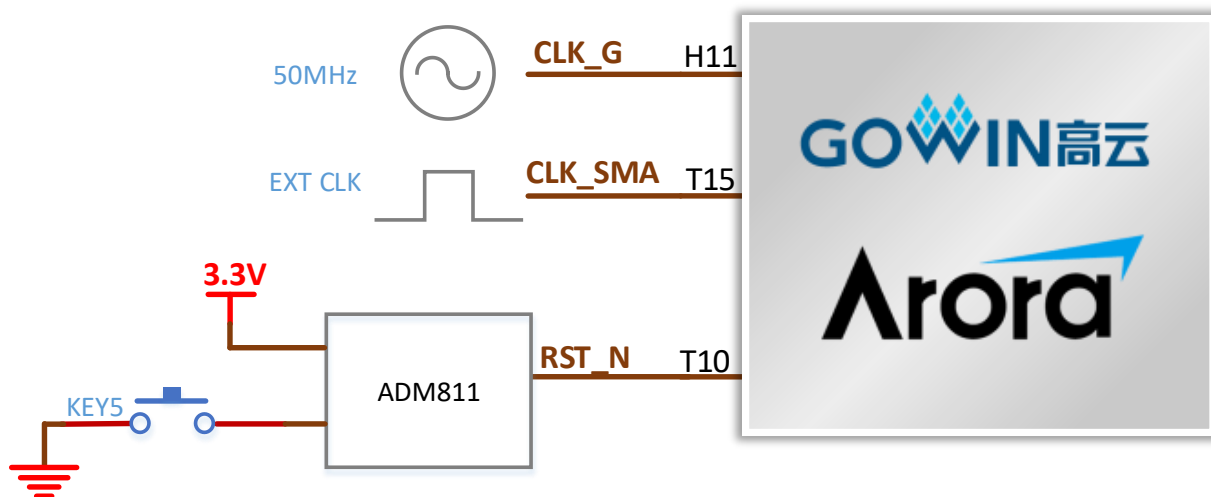 50MHz
CLK_G
H11
EXT CLK
CLK_SMA
T15
GOWIN高云
Arora
3.3V
ADM811
RST_N
T10
KEY5